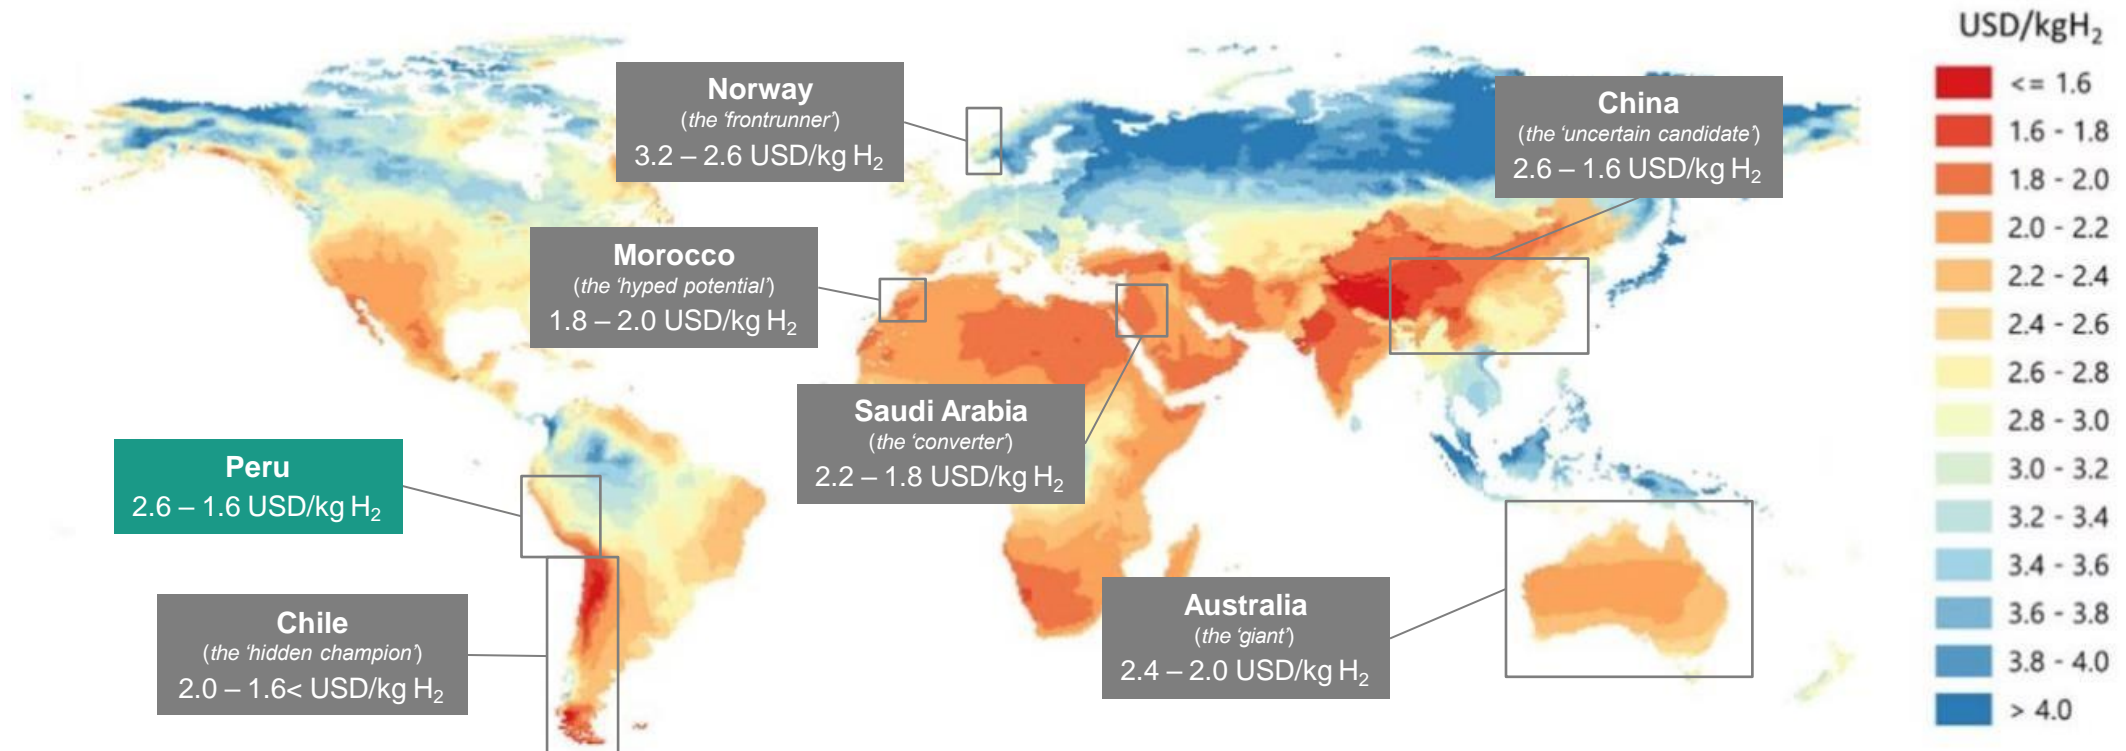 Norway
(the 'frontrunner')
3.2 – 2.6 USD/kg H₂
China
(the 'uncertain candidate')
2.6 – 1.6 USD/kg H₂
Morocco
(the 'hyped potential')
1.8 – 2.0 USD/kg H₂
Saudi Arabia
(the 'converter')
2.2 – 1.8 USD/kg H₂
Peru
2.6 – 1.6 USD/kg H₂
Chile
(the 'hidden champion')
2.0 – 1.6< USD/kg H₂
Australia
(the 'giant')
2.4 – 2.0 USD/kg H₂
USD/kgH₂
<= 1.6
1.6 - 1.8
1.8 - 2.0
2.0 - 2.2
2.2 - 2.4
2.4 - 2.6
2.6 - 2.8
2.8 - 3.0
3.0 - 3.2
3.2 - 3.4
3.4 - 3.6
3.6 - 3.8
3.8 - 4.0
> 4.0